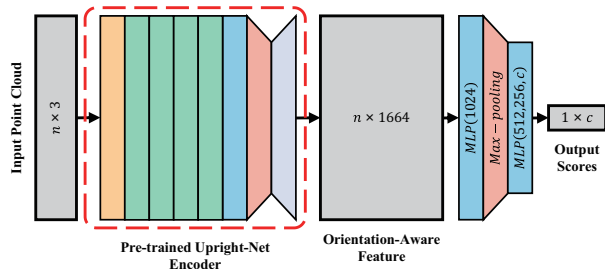 Input Point Cloud
n × 3
Pre-trained Upright-Net
Encoder
n × 1664
Orientation-Aware
Feature
MLP(1024)
Max − pooling
MLP(512,256, c)
1 × c
Output
Scores